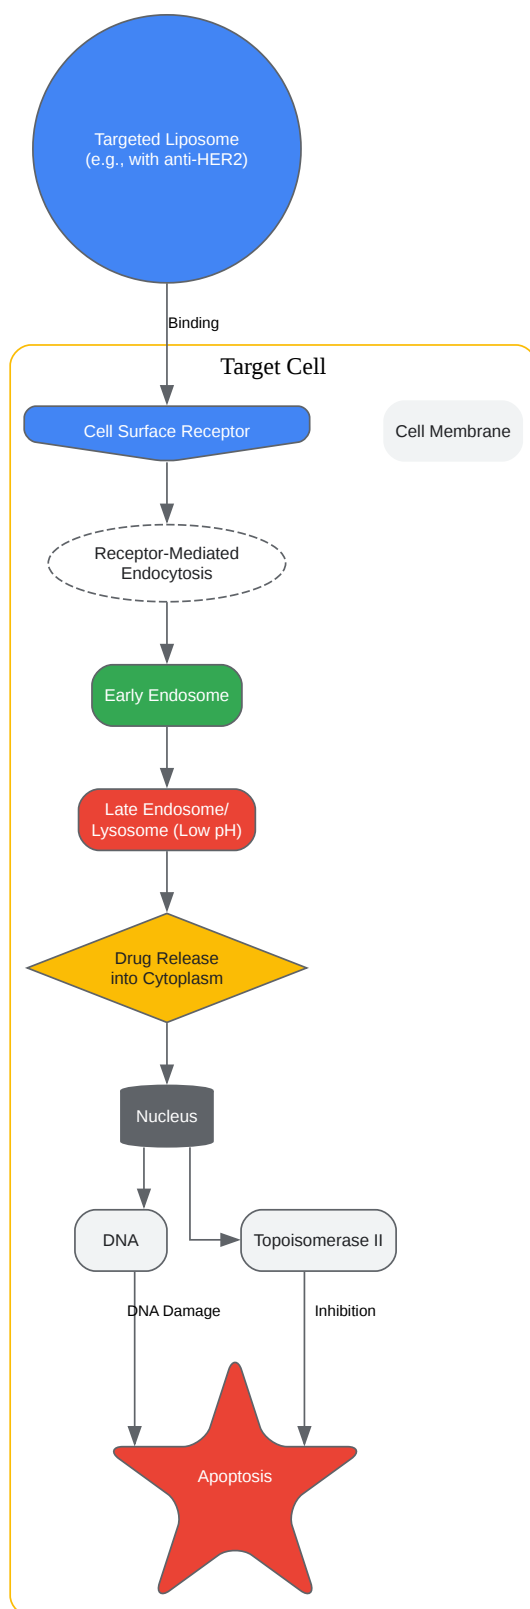 Targeted Liposome
(e.g., with anti-HER2)
Binding
Target Cell
Cell Surface Receptor
Cell Membrane
Receptor-Mediated
Endocytosis
Early Endosome
Late Endosome/
Lysosome (Low pH)
Drug Release
into Cytoplasm
Nucleus
DNA
Topoisomerase II
DNA Damage
Inhibition
Apoptosis